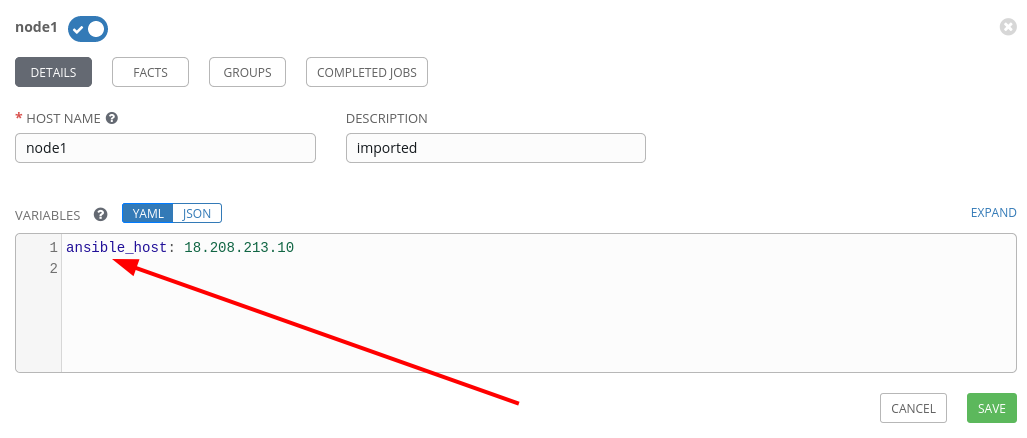 node1
DETAILS FACTS GROUPS COMPLETED JOBS
* HOST NAME ? DESCRIPTION
node1 imported
VARIABLES ? YAML JSON EXPAND
1 ansible_host: 18.208.213.10
2
CANCEL SAVE